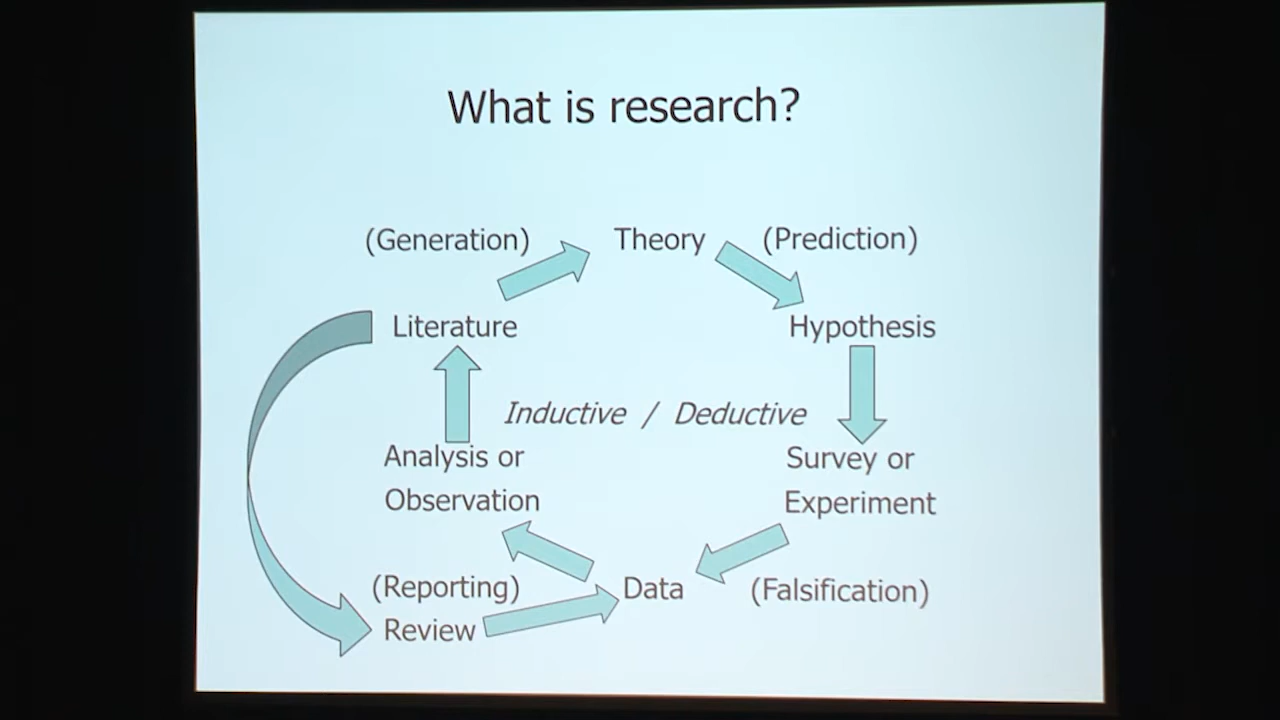 What is research?
(Generation) Theory (Prediction)
Literature Hypothesis
Inductive / Deductive
Analysis or Survey or
Observation Experiment
(Reporting) Data (Falsification)
Review